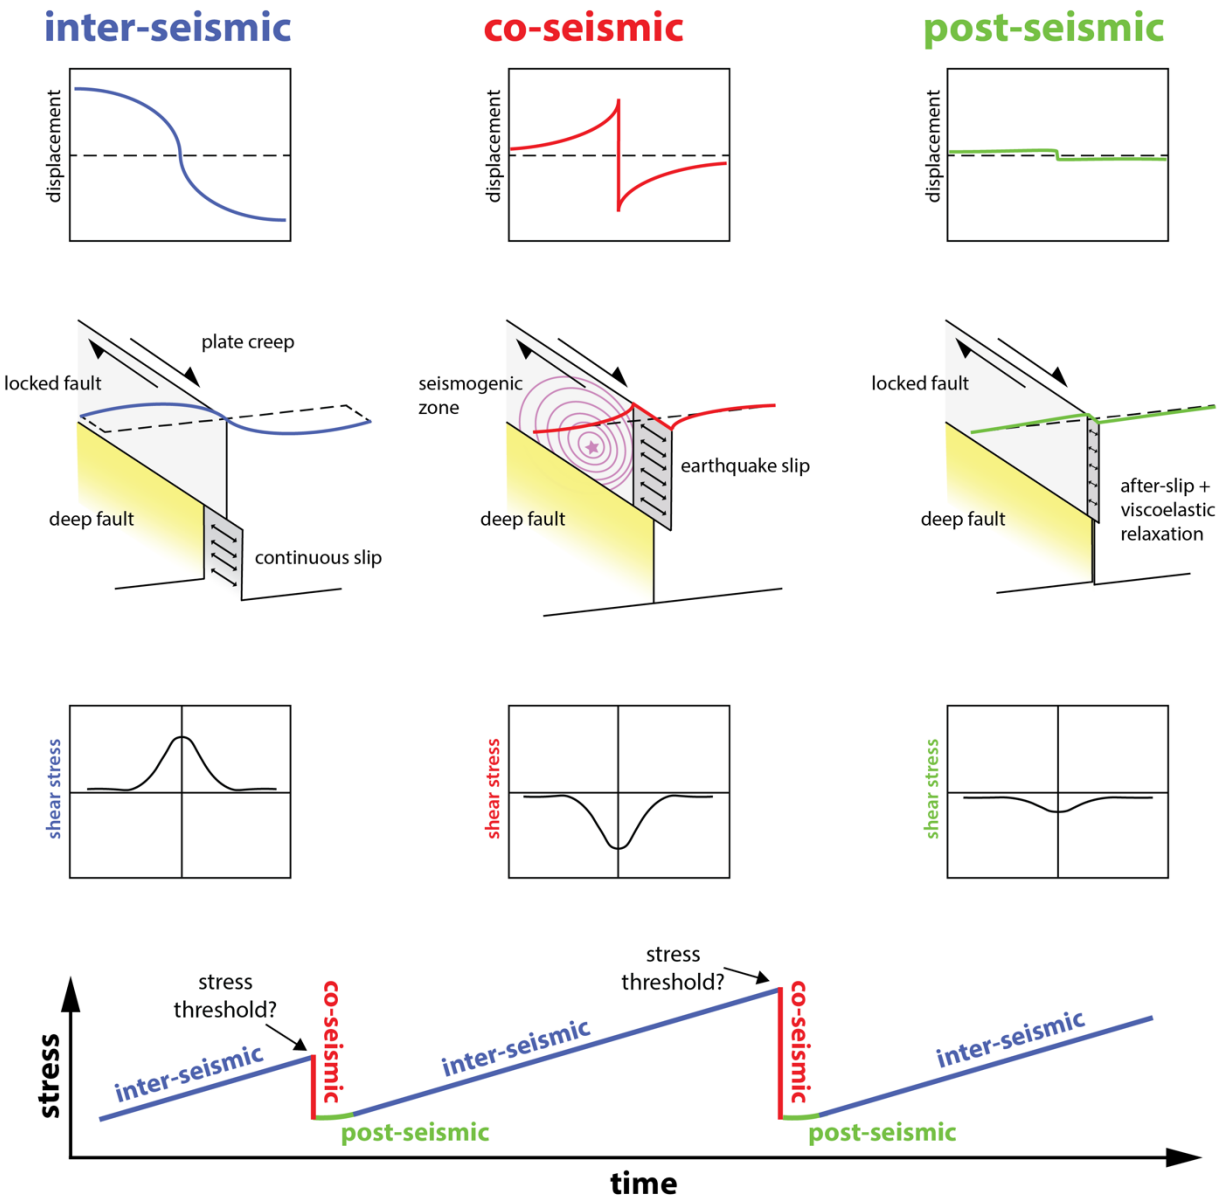 inter-seismic
co-seismic
post-seismic
displacement
displacement
displacement
plate creep
locked fault
deep fault
continuous slip
seismogenic
zone
earthquake slip
deep fault
locked fault
deep fault
after-slip +
viscoelastic
relaxation
shear stress
shear stress
shear stress
stress
threshold?
stress
threshold?
stress
inter-seismic
co-seismic
post-seismic
inter-seismic
co-seismic
post-seismic
inter-seismic
time